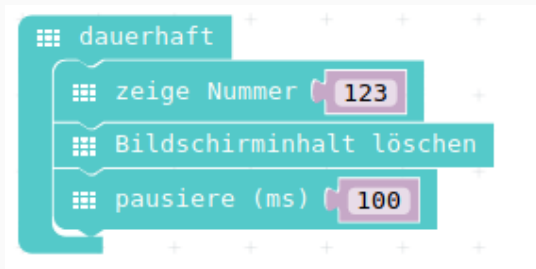 dauerhaft
zeige Nummer 123
Bildschirminhalt löschen
pausiere (ms) 100